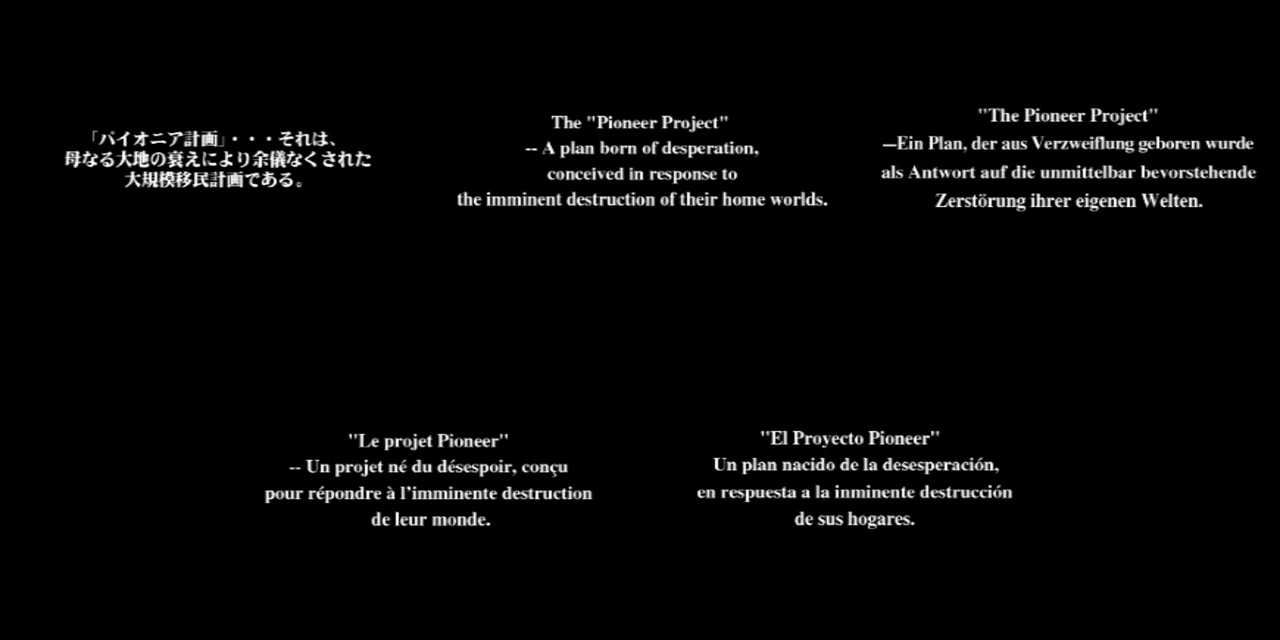 「パイオニア計画」・・・それは、
母なる大地の衰えにより余儀なくされた
大規模移民計画である。
The "Pioneer Project"
-- A plan born of desperation,
conceived in response to
the imminent destruction of their home worlds.
"The Pioneer Project"
—Ein Plan, der aus Verzweiflung geboren wurde
als Antwort auf die unmittelbar bevorstehende
Zerstörung ihrer eigenen Welten.
"Le projet Pioneer"
-- Un projet né du désespoir, conçu
pour répondre à l'imminente destruction
de leur monde.
"El Proyecto Pioneer"
Un plan nacido de la desesperación,
en respuesta a la inminente destrucción
de sus hogares.